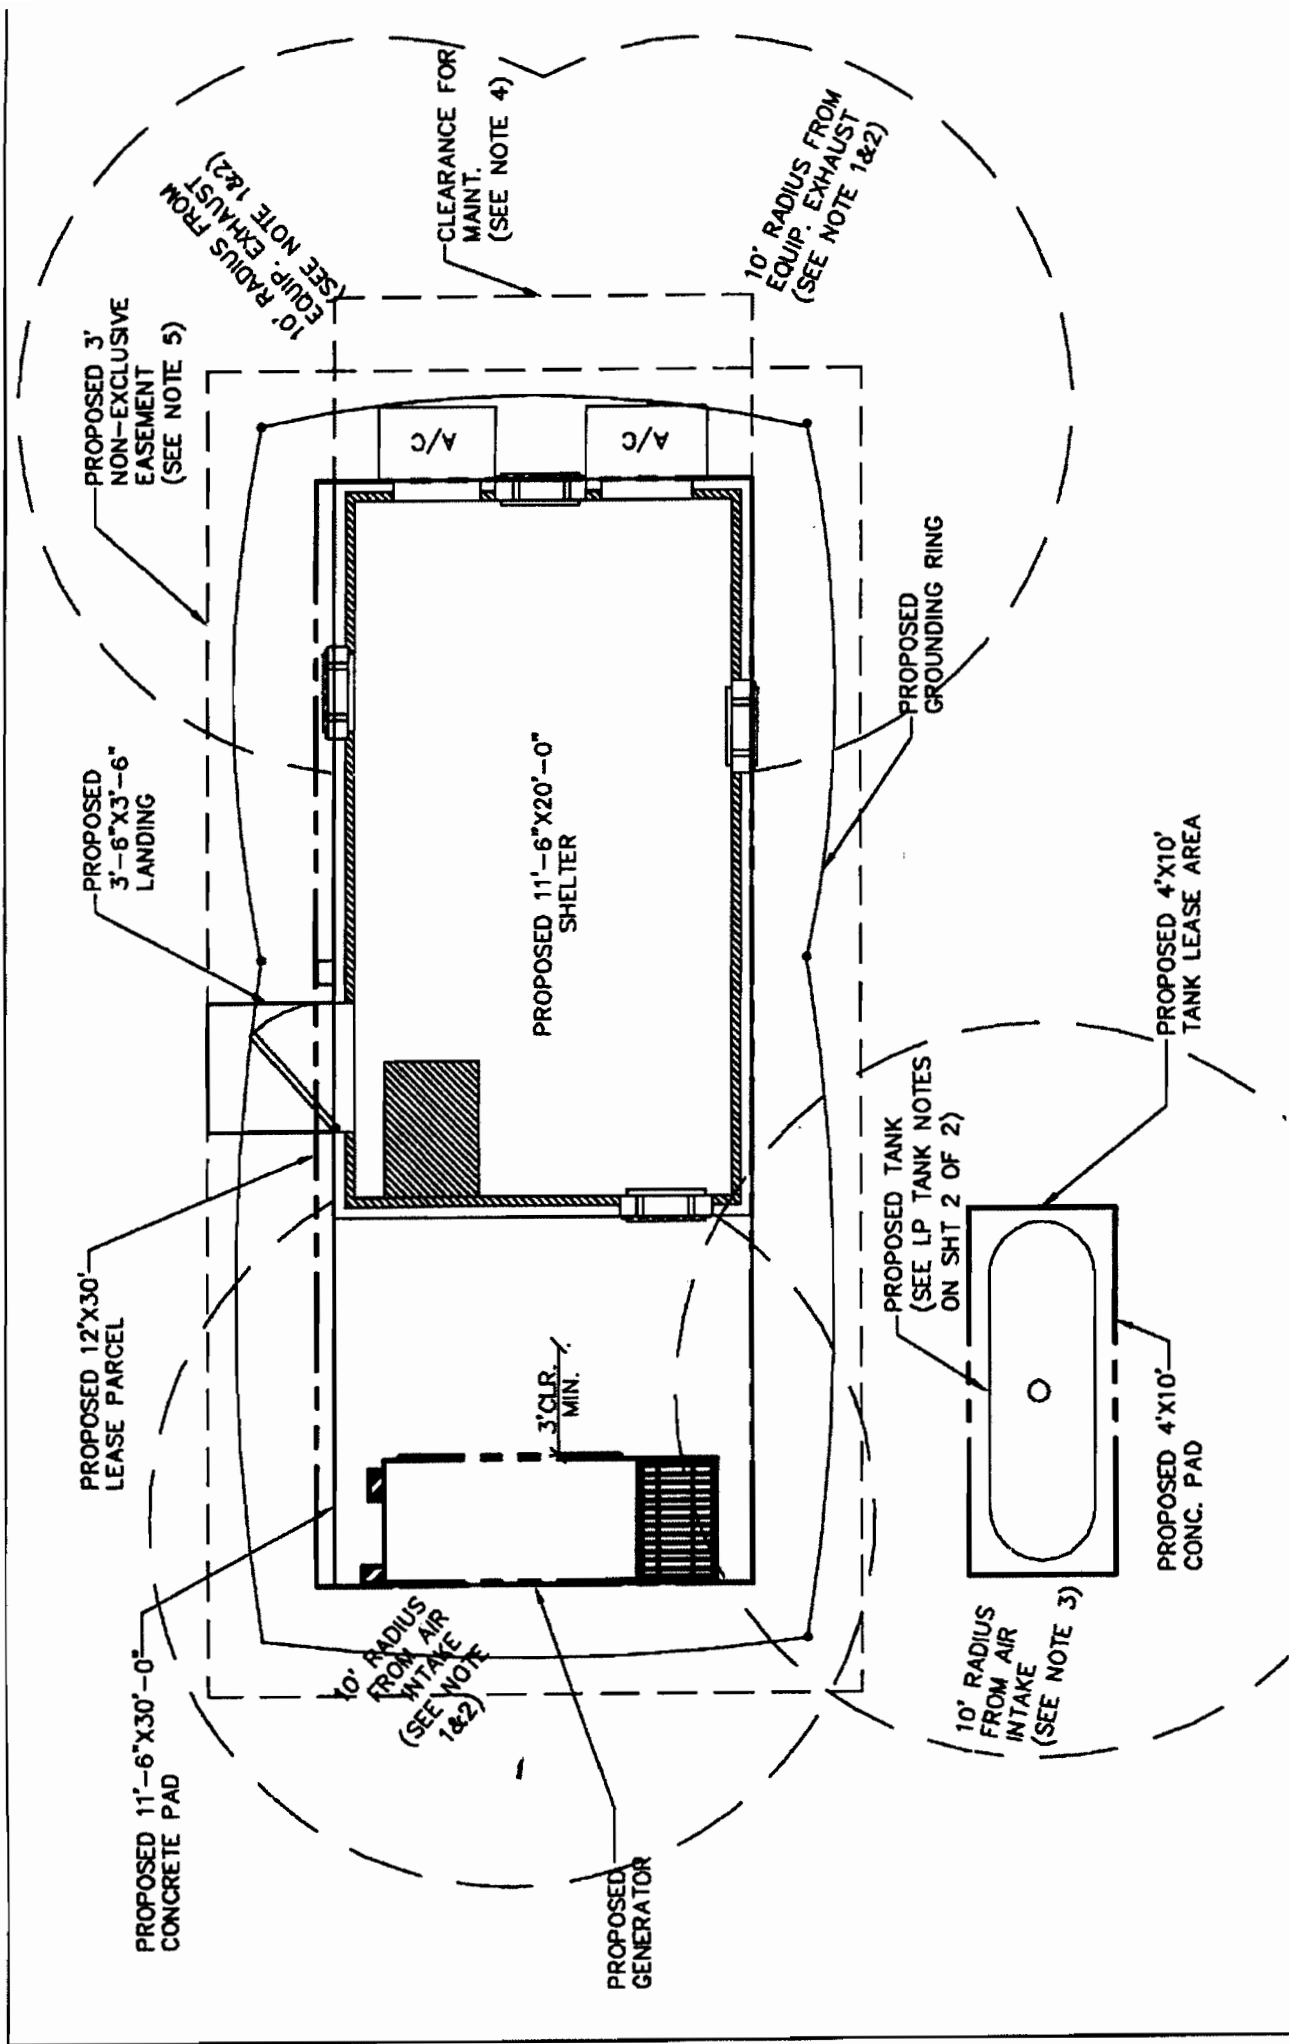 PROPOSED 11'-6"X30'-0"
CONCRETE PAD
PROPOSED 12'X30'
LEASE PARCEL
PROPOSED
3'-6"X3'-6"
LANDING
PROPOSED 3'
NON-EXCLUSIVE
EASEMENT
(SEE NOTE 5)
10' RADIUS FROM
EQUIP. EXHAUST
(SEE NOTE 1&2)
CLEARANCE FOR
MAINT.
(SEE NOTE 4)
10' RADIUS FROM
EQUIP. EXHAUST
(SEE NOTE 1&2)
A/C
A/C
PROPOSED 11'-6"X20'-0"
SHELTER
3'CLR.
MIN.
10' RADIUS
FROM AIR
INTAKE
(SEE NOTE
1&2)
PROPOSED
GENERATOR
PROPOSED
GROUNDING RING
PROPOSED TANK
(SEE LP TANK NOTES
ON SHT 2 OF 2)
PROPOSED 4'X10'
TANK LEASE AREA
PROPOSED 4'X10'
CONC. PAD
10' RADIUS
FROM AIR
INTAKE
(SEE NOTE 3)